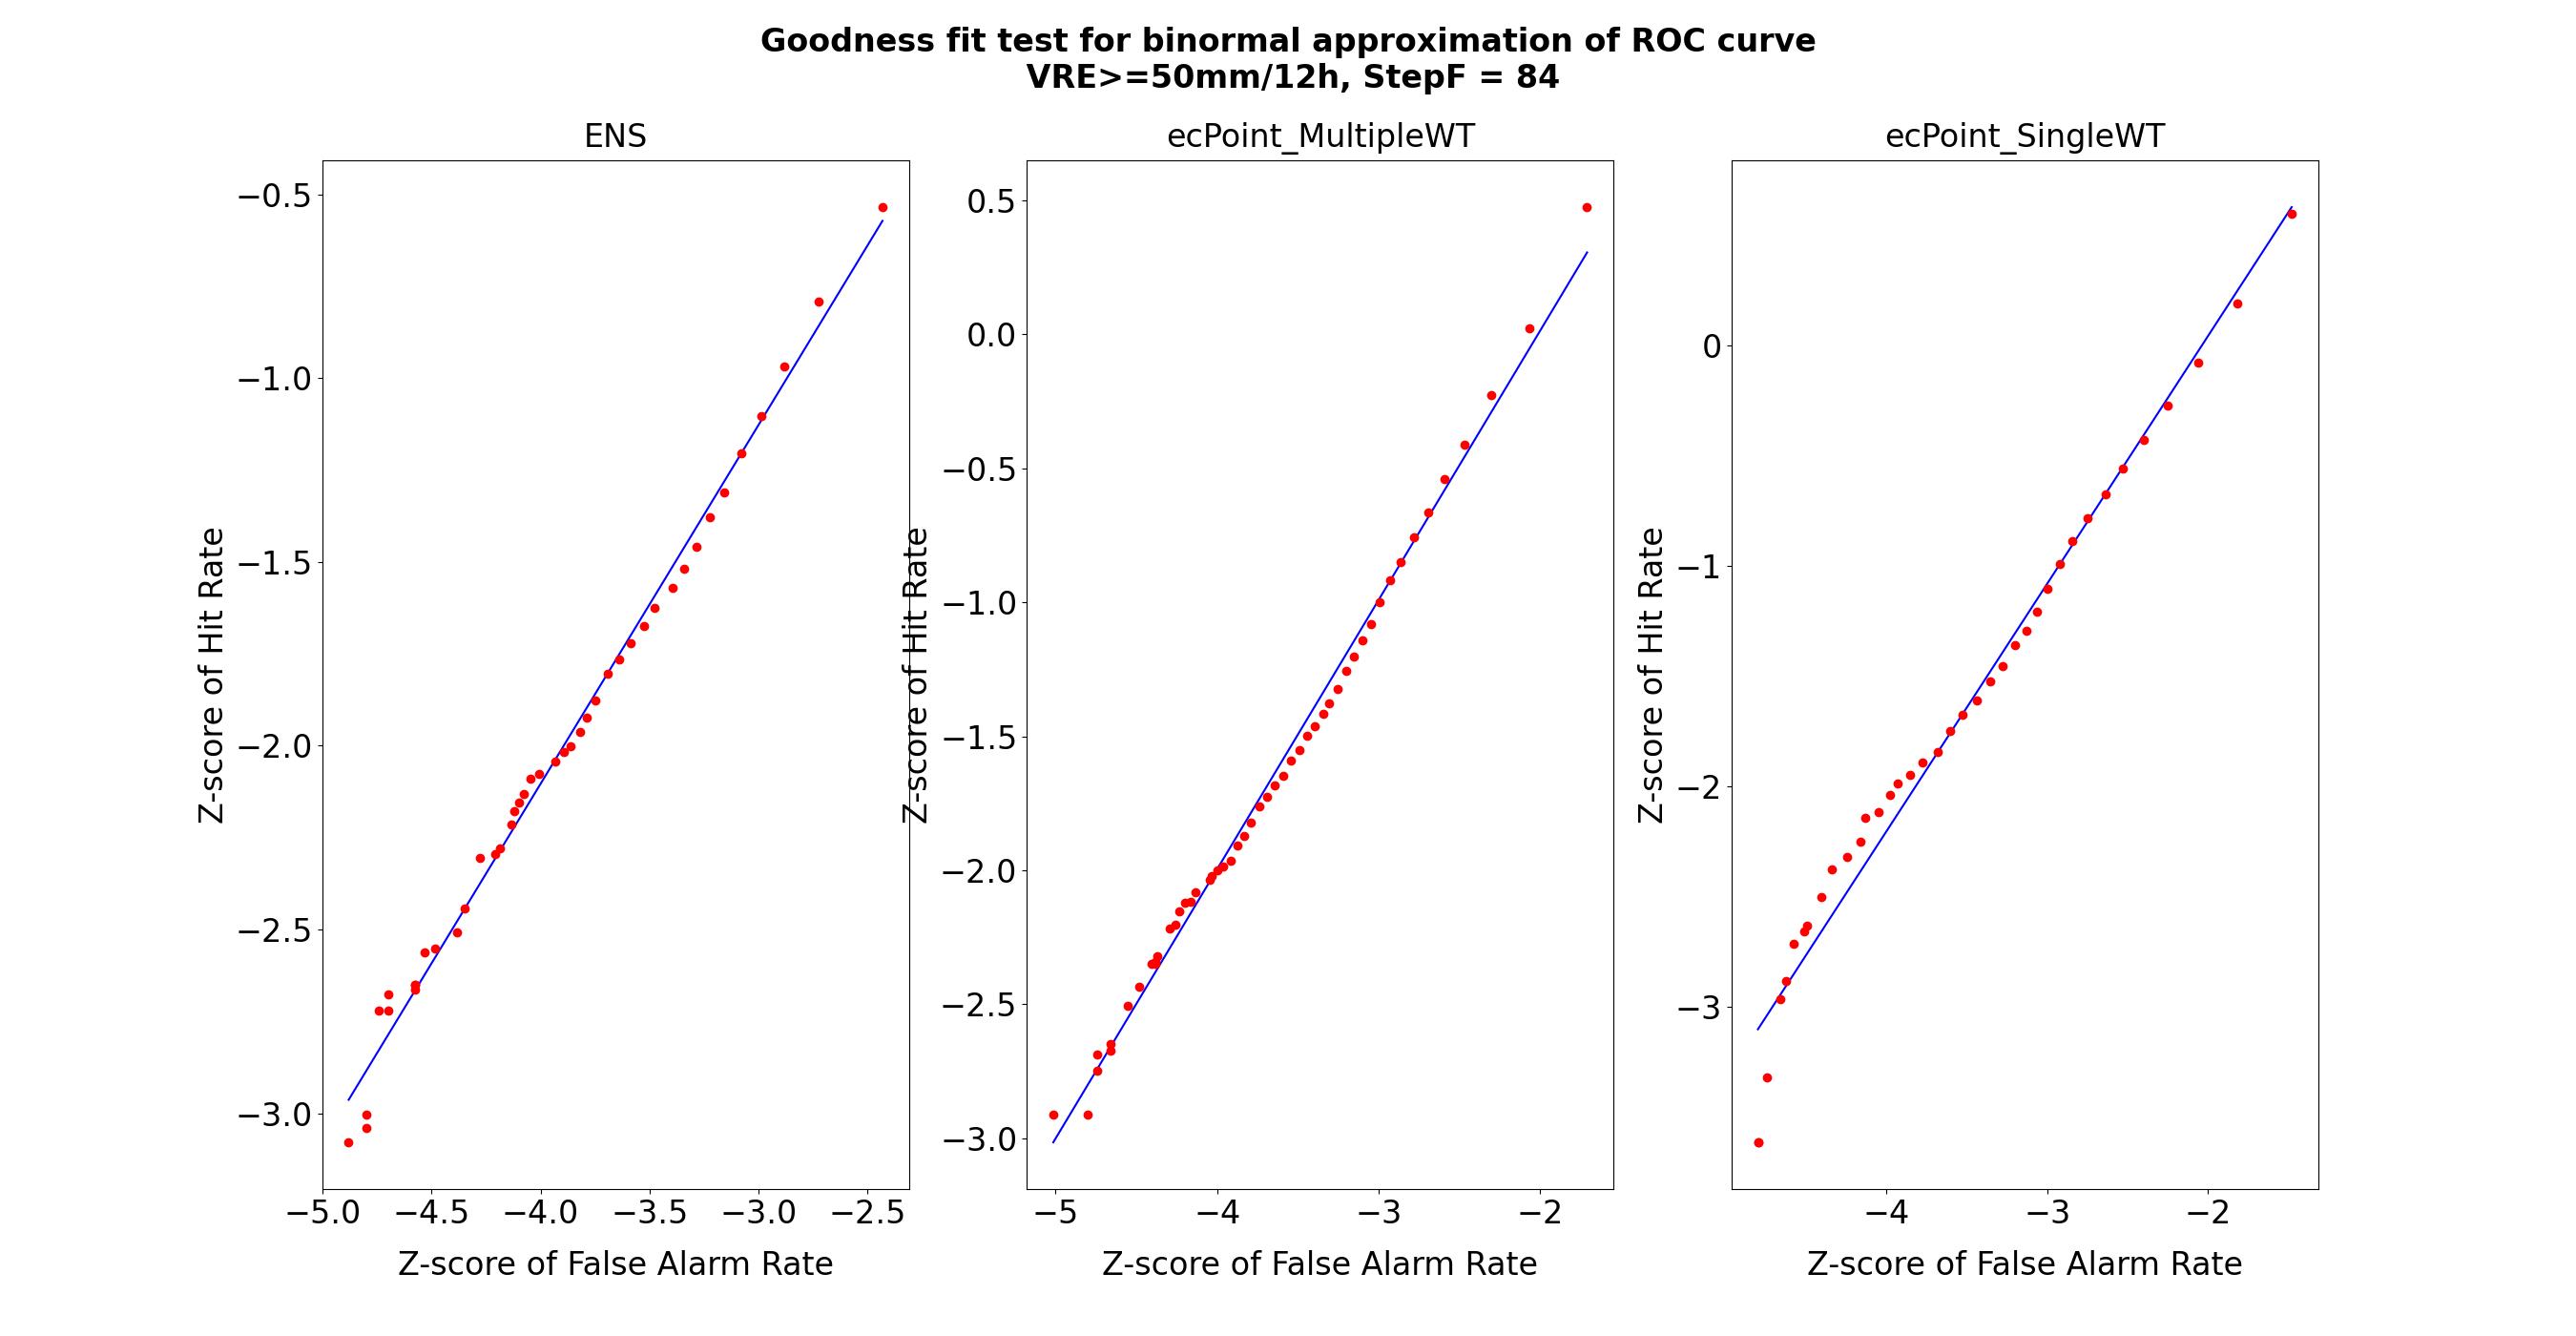 Goodness fit test for binormal approximation of ROC curve
VRE>=50mm/12h, StepF = 84
ENS
−0.5
−1.0
−1.5
−2.0
−2.5
−3.0
Z-score of Hit Rate
−5.0 −4.5 −4.0 −3.5 −3.0 −2.5
Z-score of False Alarm Rate
ecPoint_MultipleWT
0.5
0.0
−0.5
−1.0
−1.5
−2.0
−2.5
−3.0
Z-score of Hit Rate
−5 −4 −3 −2
Z-score of False Alarm Rate
ecPoint_SingleWT
0
−1
−2
−3
Z-score of Hit Rate
−4 −3 −2
Z-score of False Alarm Rate